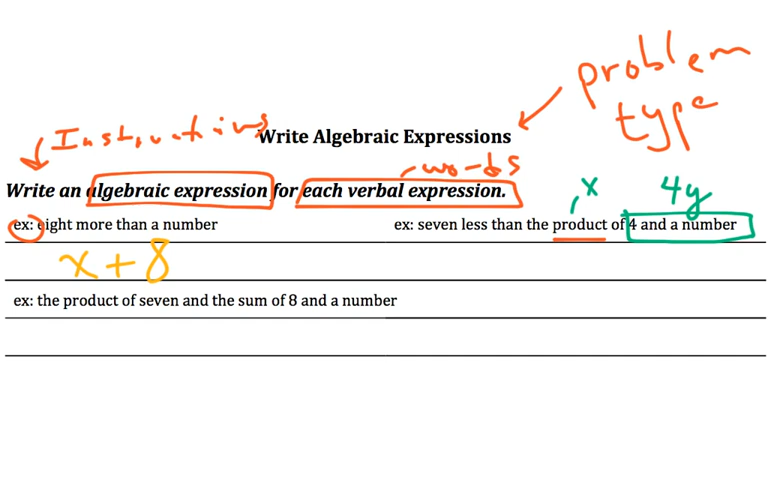 problem
type
Instructions
Write Algebraic Expressions
words
Write an algebraic expression for each verbal expression.
x 4y
ex: eight more than a number ex: seven less than the product of 4 and a number
x + 8
ex: the product of seven and the sum of 8 and a number